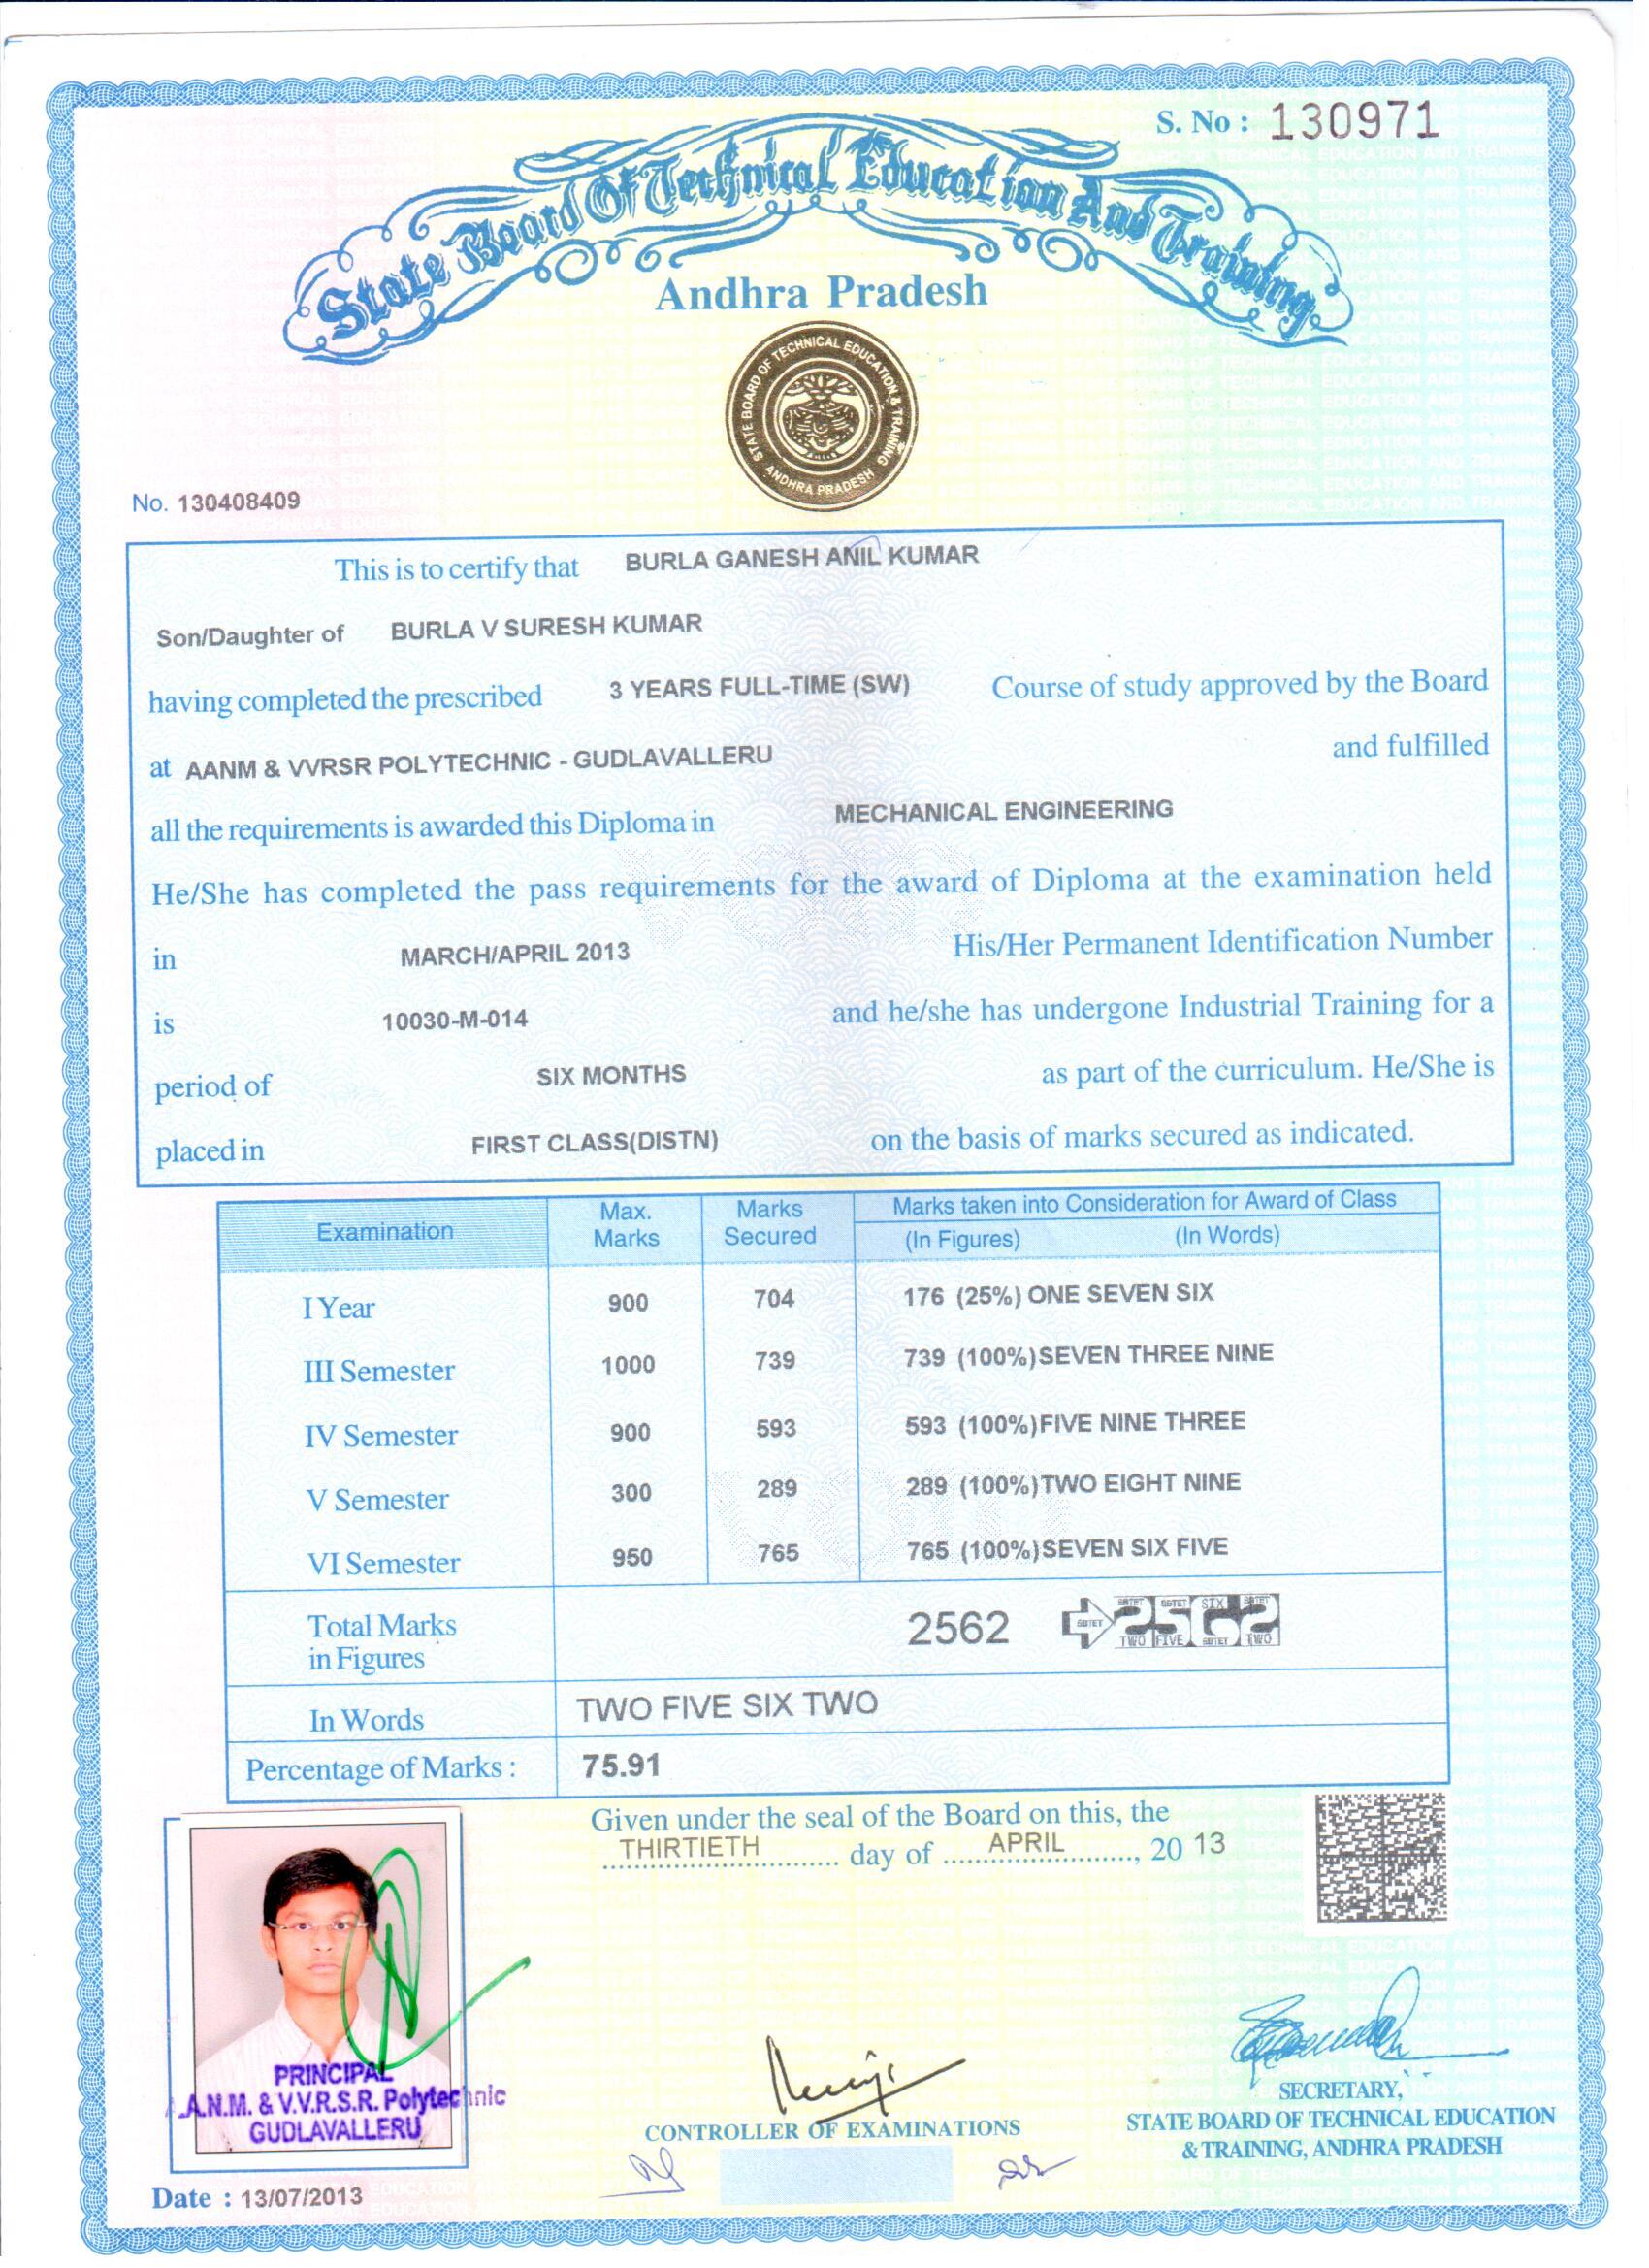 S. No : 130971
State Board Of Technical Education And Training
Andhra Pradesh
STATE BOARD OF TECHNICAL EDUCATION & TRAINING
ANDHRA PRADESH
No. 130408409
This is to certify that BURLA GANESH ANIL KUMAR
Son/Daughter of BURLA V SURESH KUMAR
having completed the prescribed 3 YEARS FULL-TIME (SW) Course of study approved by the Board
at AANM & VVRSR POLYTECHNIC - GUDLAVALLERU and fulfilled
all the requirements is awarded this Diploma in MECHANICAL ENGINEERING
He/She has completed the pass requirements for the award of Diploma at the examination held
in MARCH/APRIL 2013 His/Her Permanent Identification Number
is 10030-M-014 and he/she has undergone Industrial Training for a
period of SIX MONTHS as part of the curriculum. He/She is
placed in FIRST CLASS(DISTN) on the basis of marks secured as indicated.
Examination Max. Marks Marks Secured Marks taken into Consideration for Award of Class
(In Figures) (In Words)
I Year 900 704 176 (25%) ONE SEVEN SIX
III Semester 1000 739 739 (100%)SEVEN THREE NINE
IV Semester 900 593 593 (100%)FIVE NINE THREE
V Semester 300 289 289 (100%)TWO EIGHT NINE
VI Semester 950 765 765 (100%)SEVEN SIX FIVE
Total Marks in Figures 2562 2562
In Words TWO FIVE SIX TWO
Percentage of Marks : 75.91
Given under the seal of the Board on this, the
THIRTIETH day of APRIL, 20 13
PRINCIPAL
A.N.M. & V.V.R.S.R. Polytechnic
GUDLAVALLERU
CONTROLLER OF EXAMINATIONS
SECRETARY,
STATE BOARD OF TECHNICAL EDUCATION
& TRAINING, ANDHRA PRADESH
Date : 13/07/2013